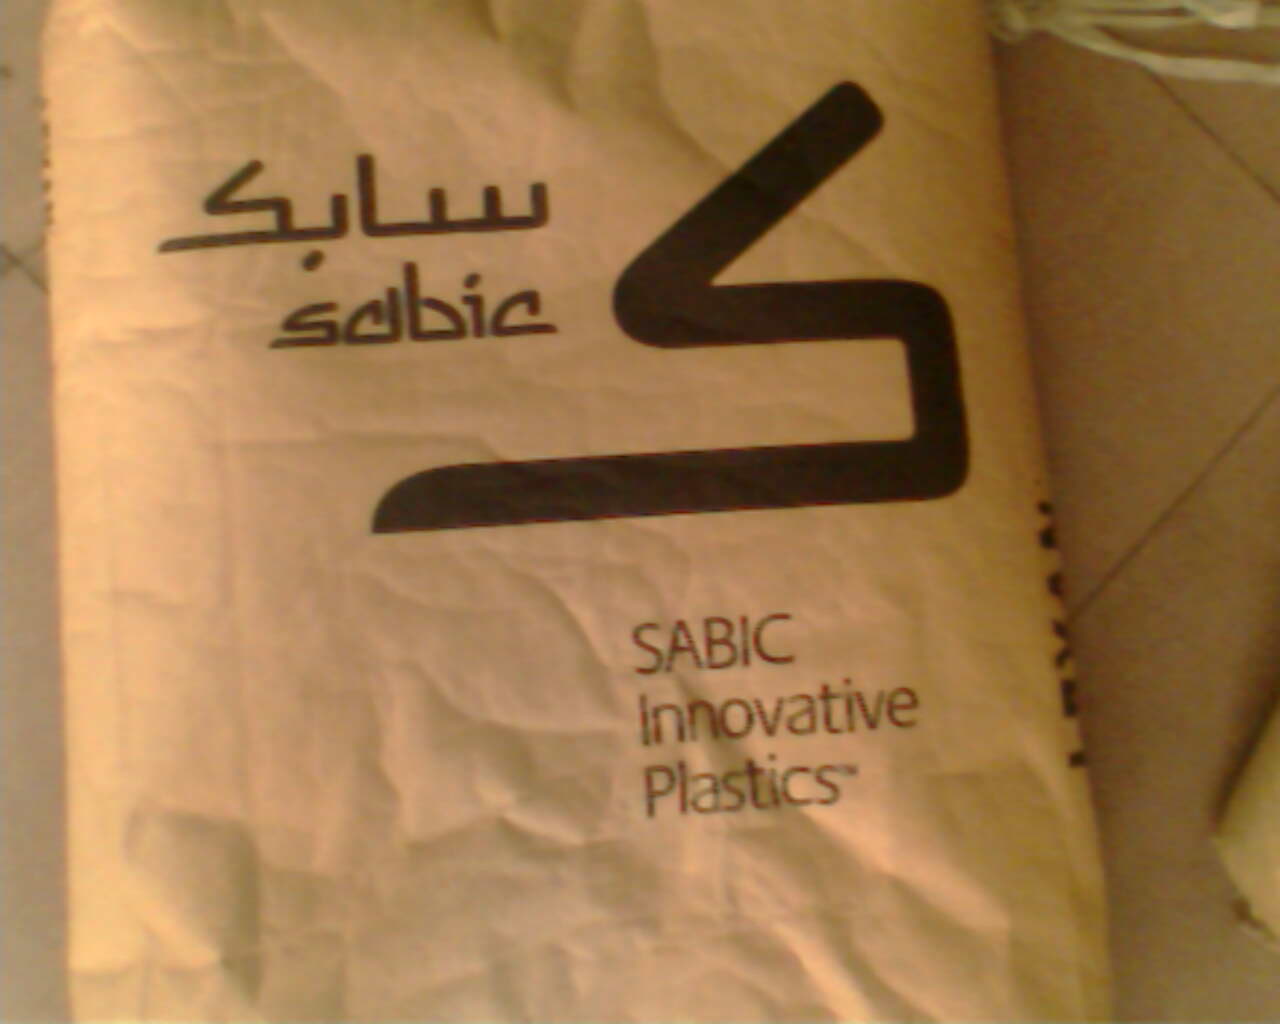 سابك
sabic
ك
SABIC
Innovative
Plastics™